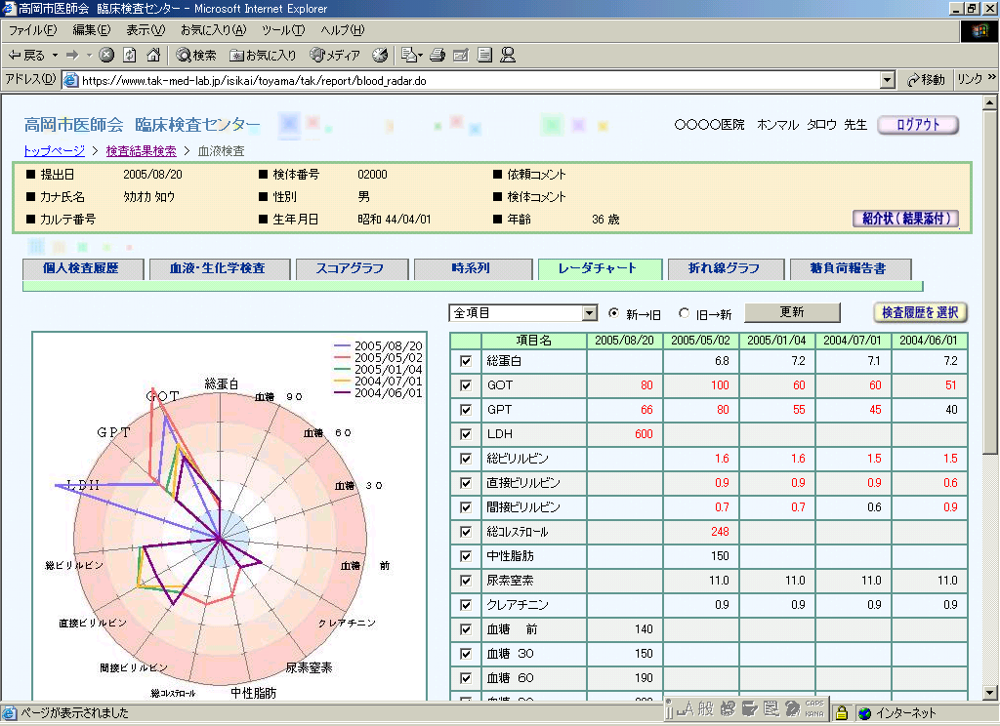 高岡市医師会 臨床検査センター - Microsoft Internet Explorer
ファイル(F) 編集(E) 表示(V) お気に入り(A) ツール(T) ヘルプ(H)
戻る 検索 お気に入り メディア
アドレス(D) https://www.tak-med-lab.jp/isikai/toyama/tak/report/blood_radar.do 移動 リンク »
高岡市医師会 臨床検査センター
〇〇〇〇医院 ホンマル タロウ 先生 ログアウト
トップページ > 検査結果検索 > 血液検査
■ 提出日 2005/08/20 ■ 検体番号 02000 ■ 依頼コメント
■ カナ氏名 タカオカ タロウ ■ 性別 男 ■ 検体コメント
■ カルテ番号 ■ 生年月日 昭和 44/04/01 ■ 年齢 36 歳 紹介状(結果添付)
個人検査履歴 血液・生化学検査 スコアグラフ 時系列 レーダチャート 折れ線グラフ 糖負荷報告書
全項目 新→旧 旧→新 更新 検査履歴を選択
2005/08/20
2005/05/02
2005/01/04
2004/07/01
2004/06/01
総蛋白
血糖 90
血糖 60
血糖 30
血糖 前
クレアチニン
尿素窒素
中性脂肪
総コレステロール
間接ビリルビン
直接ビリルビン
総ビリルビン
LDH
GPT
GOT
項目名 2005/08/20 2005/05/02 2005/01/04 2004/07/01 2004/06/01
総蛋白 6.8 7.2 7.1 7.2
GOT 80 100 60 60 51
GPT 66 80 55 45 40
LDH 600
総ビリルビン 1.6 1.6 1.5 1.5
直接ビリルビン 0.9 0.9 0.9 0.6
間接ビリルビン 0.7 0.7 0.6 0.9
総コレステロール 248
中性脂肪 150
尿素窒素 11.0 11.0 11.0 11.0
クレアチニン 0.9 0.9 0.9 0.9
血糖 前 140
血糖 30 150
血糖 60 190
ページが表示されました A 般 CAPS KANA インターネット